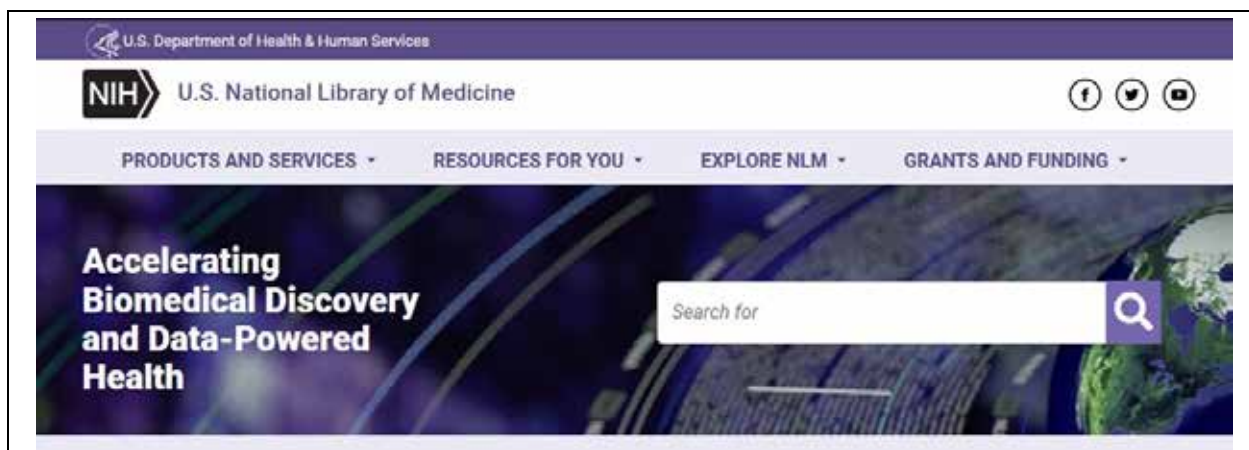 U.S. Department of Health & Human Services
NIH U.S. National Library of Medicine
PRODUCTS AND SERVICES RESOURCES FOR YOU EXPLORE NLM GRANTS AND FUNDING
Accelerating
Biomedical Discovery
and Data-Powered
Health
Search for